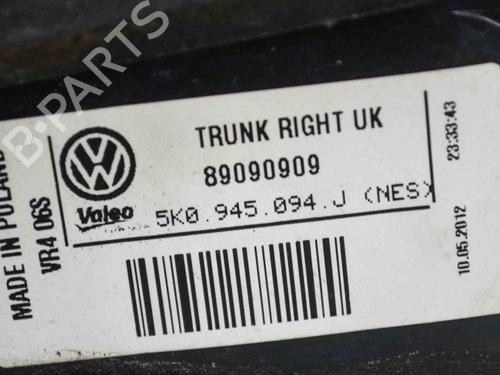 MADE IN POLAND
VR4 06S
TRUNK RIGHT UK
89090909
Valeo
5K0.945.094.J (NES)
23:33:43
10.05.2012
B-PARTS